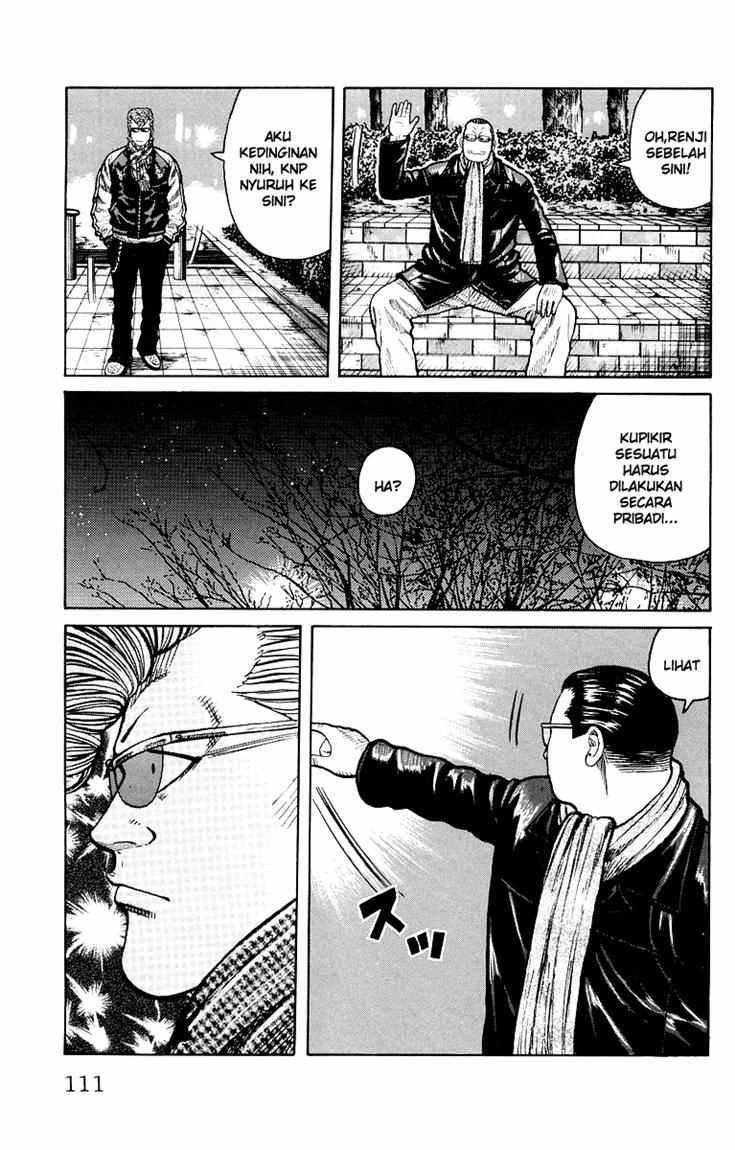 OH,RENJI
SEBELAH
SINI!
AKU
KEDINGINAN
NIH, KNP
NYURUH KE
SINI?
KUPIKIR
SESUATU
HARUS
DILAKUKAN
SECARA
PRIBADI...
HA?
LIHAT
スッ
111